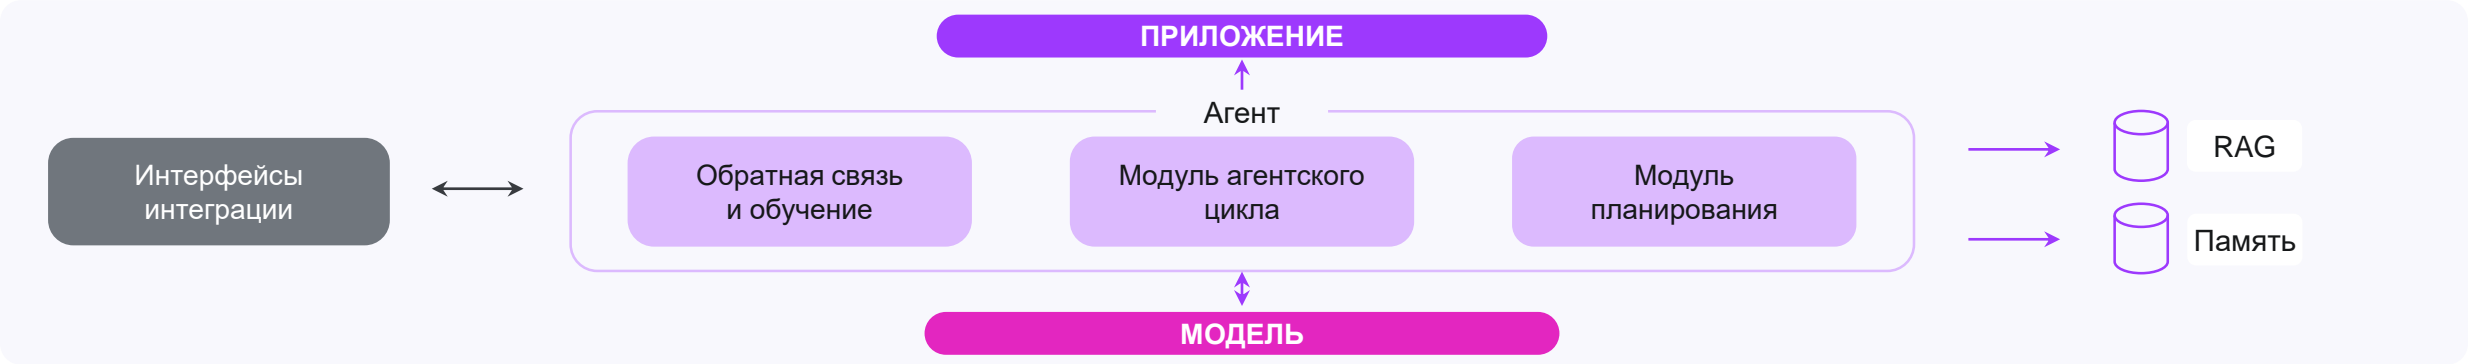 ПРИЛОЖЕНИЕ
Агент
Интерфейсы
интеграции
Обратная связь
и обучение
Модуль агентского
цикла
Модуль
планирования
RAG
Память
МОДЕЛЬ